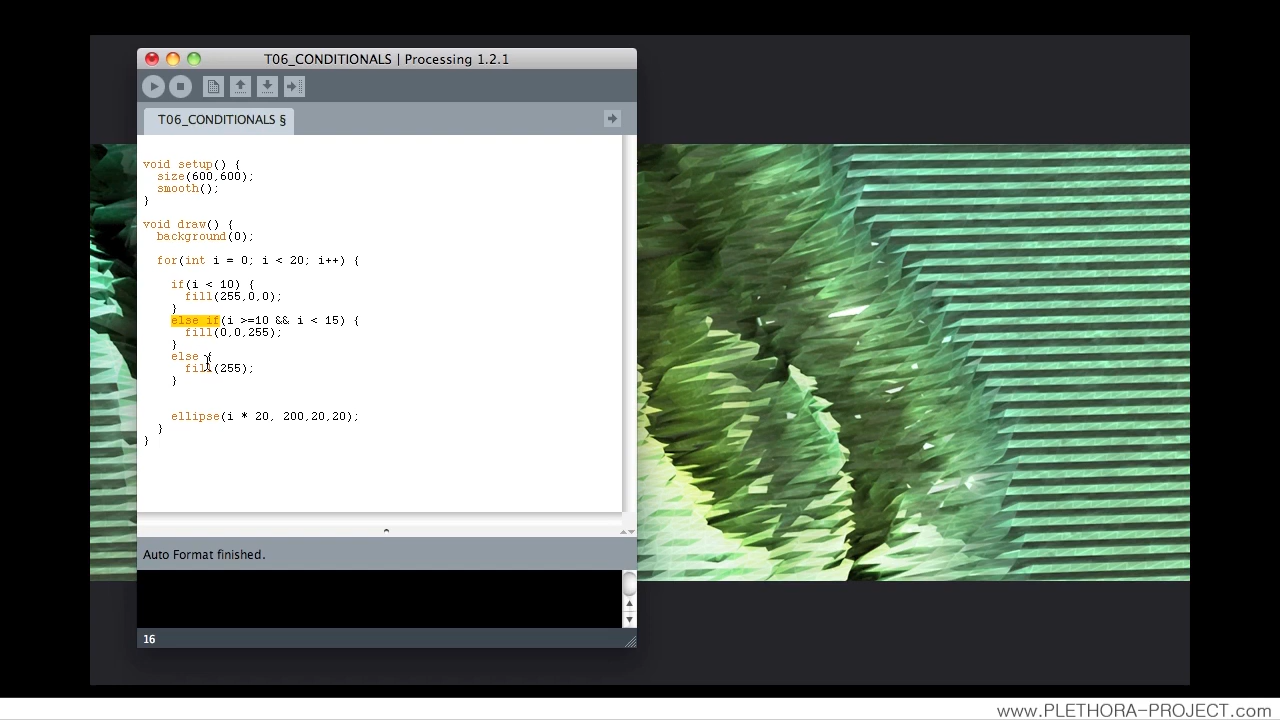 T06_CONDITIONALS | Processing 1.2.1
T06_CONDITIONALS §
void setup() {
size(600,600);
smooth();
}
void draw() {
background(0);
for(int i = 0; i < 20; i++) {
if(i < 10) {
fill(255,0,0);
}
else if(i >=10 && i < 15) {
fill(0,0,255);
}
else {
fill(255);
}
ellipse(i * 20, 200,20,20);
}
}
Auto Format finished.
16
www.PLETHORA-PROJECT.com